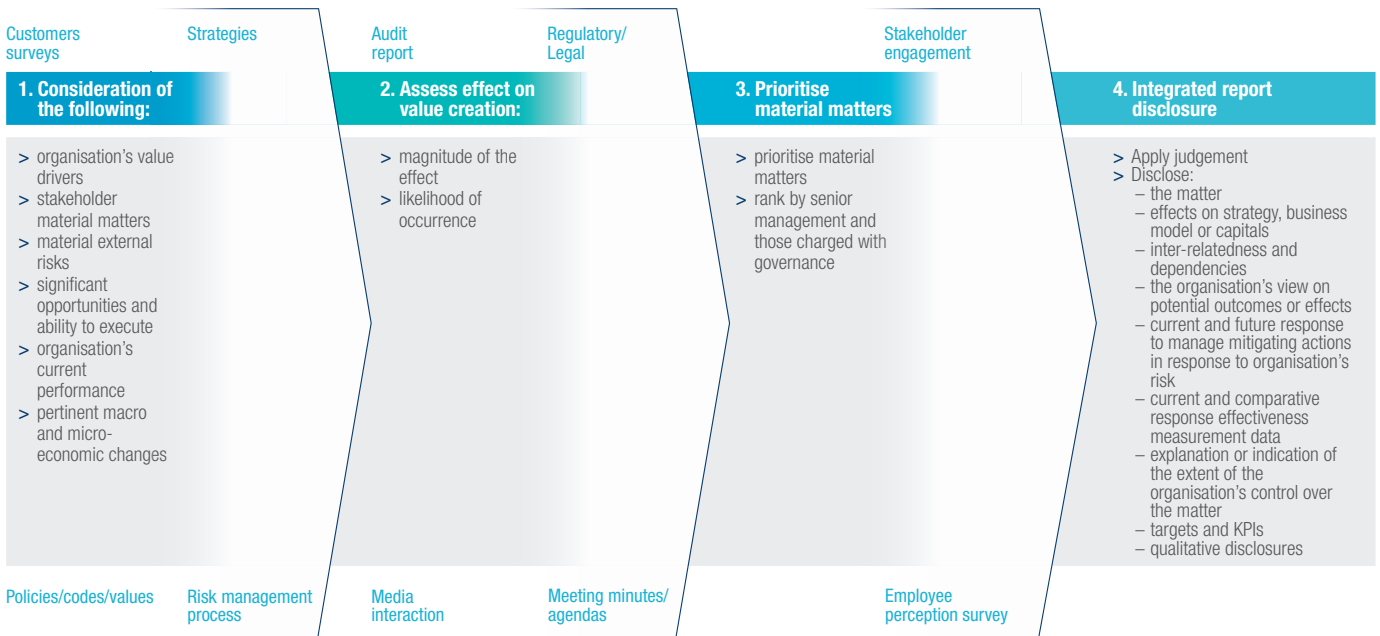 Customers
surveys
Strategies
Audit
report
Regulatory/
Legal
Stakeholder
engagement
1. Consideration of
the following:
2. Assess effect on
value creation:
3. Prioritise
material matters
4. Integrated report
disclosure
> organisation's value
drivers
> stakeholder
material matters
> material external
risks
> significant
opportunities and
ability to execute
> organisation's
current
performance
> pertinent macro
and micro-
economic changes
> magnitude of the
effect
> likelihood of
occurrence
> prioritise material
matters
> rank by senior
management and
those charged with
governance
> Apply judgement
> Disclose:
– the matter
– effects on strategy, business
model or capitals
– inter-relatedness and
dependencies
– the organisation's view on
potential outcomes or effects
– current and future response
to manage mitigating actions
in response to organisation's
risk
– current and comparative
response effectiveness
measurement data
– explanation or indication of
the extent of the
organisation's control over
the matter
– targets and KPIs
– qualitative disclosures
Policies/codes/values
Risk management
process
Media
interaction
Meeting minutes/
agendas
Employee
perception survey